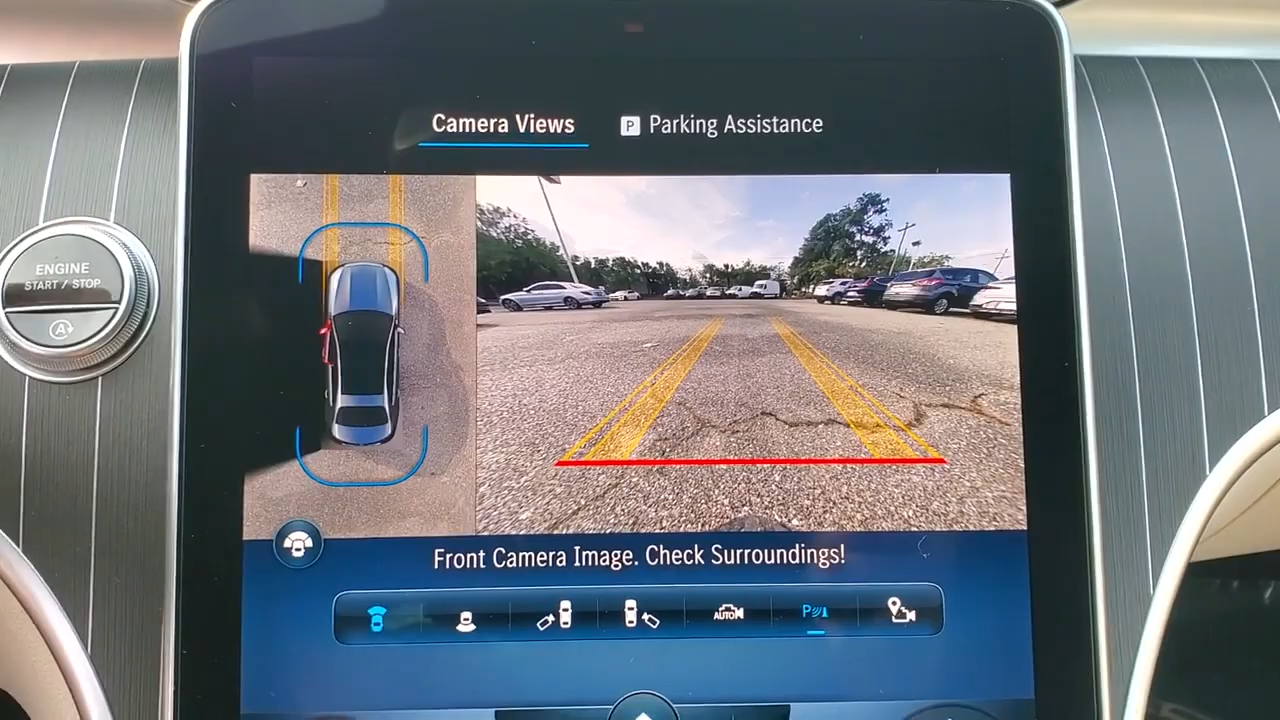 Camera Views
P Parking Assistance
ENGINE
START / STOP
A
Front Camera Image. Check Surroundings!
AUTO
P